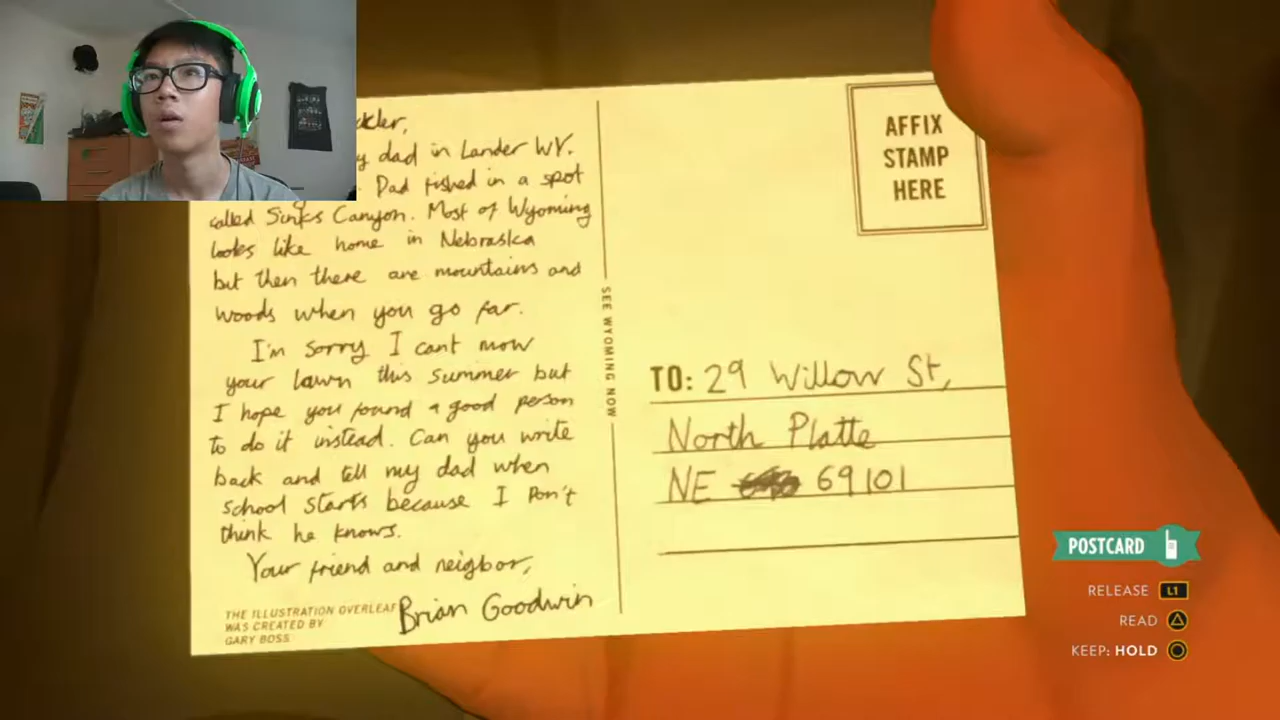 dad in Lander WY.
Dad fished in a spot
called Sinks Canyon. Most of Wyoming
looks like home in Nebraska
but then there are mountains and
woods when you go far.
I'm sorry I cant mow
your lawn this summer but
I hope you found a good person
to do it instead. Can you write
back and tell my dad when
school starts because I Don't
think he knows.
Your friend and neigbor,
Brian Goodwin
THE ILLUSTRATION OVERLEAF
WAS CREATED BY
GARY BOSS
SEE WYOMING NOW
AFFIX
STAMP
HERE
TO: 29 Willow St,
North Platte
NE 69101
POSTCARD
RELEASE L1
READ
KEEP: HOLD